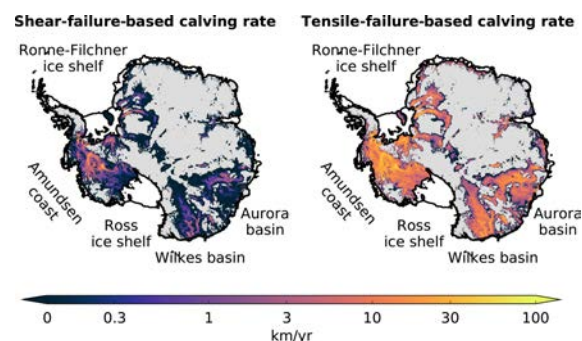 Shear-failure-based calving rate
Ronne-Filchner
ice shelf
Amundsen
coast
Ross
ice shelf
Wilkes basin
Aurora
basin
Tensile-failure-based calving rate
Ronne-Filchner
ice shelf
Amundsen
coast
Ross
ice shelf
Wilkes basin
Aurora
basin
0 0.3 1 3 10 30 100
km/yr